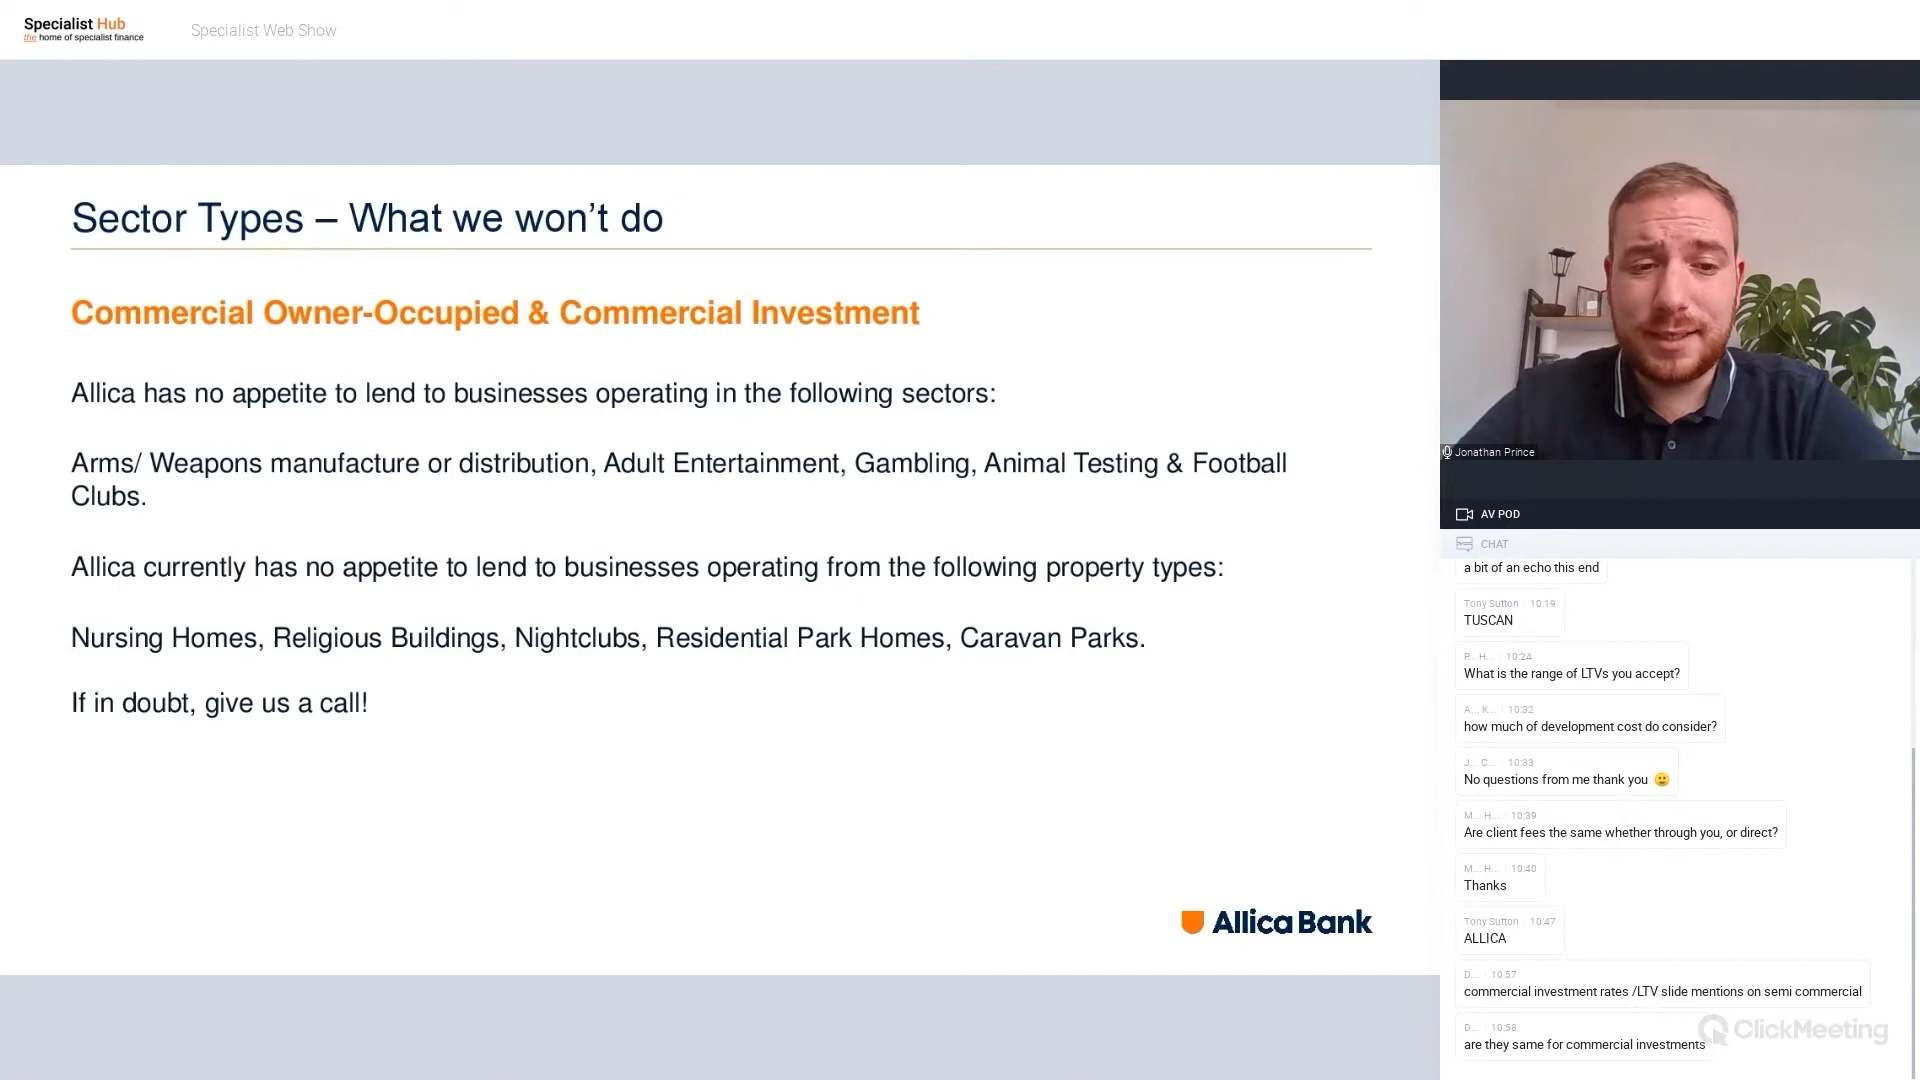 Specialist Hub
the home of specialist finance
Specialist Web Show
Sector Types – What we won’t do
Commercial Owner-Occupied & Commercial Investment
Allica has no appetite to lend to businesses operating in the following sectors:
Arms/ Weapons manufacture or distribution, Adult Entertainment, Gambling, Animal Testing & Football
Clubs.
Allica currently has no appetite to lend to businesses operating from the following property types:
Nursing Homes, Religious Buildings, Nightclubs, Residential Park Homes, Caravan Parks.
If in doubt, give us a call!
Allica Bank
Jonathan Prince
AV POD
CHAT
a bit of an echo this end
Tony Sutton 10:19
TUSCAN
P... H... 10:24
What is the range of LTVs you accept?
A... K... 10:32
how much of development cost do consider?
J... C... 10:33
No questions from me thank you 🙂
M... H... 10:39
Are client fees the same whether through you, or direct?
M... H... 10:40
Thanks
Tony Sutton 10:47
ALLICA
D... 10:57
commercial investment rates /LTV slide mentions on semi commercial
D... 10:58
are they same for commercial investments
ClickMeeting